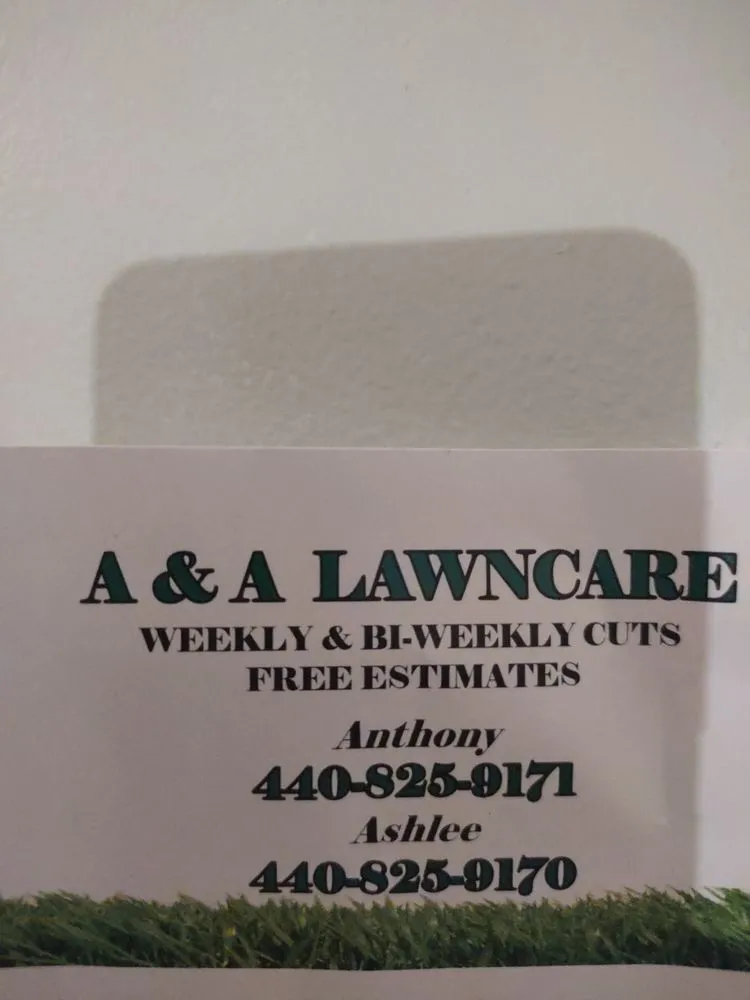 A & A LAWNCARE
WEEKLY & BI-WEEKLY CUTS
FREE ESTIMATES
Anthony
440-825-9171
Ashlee
440-825-9170